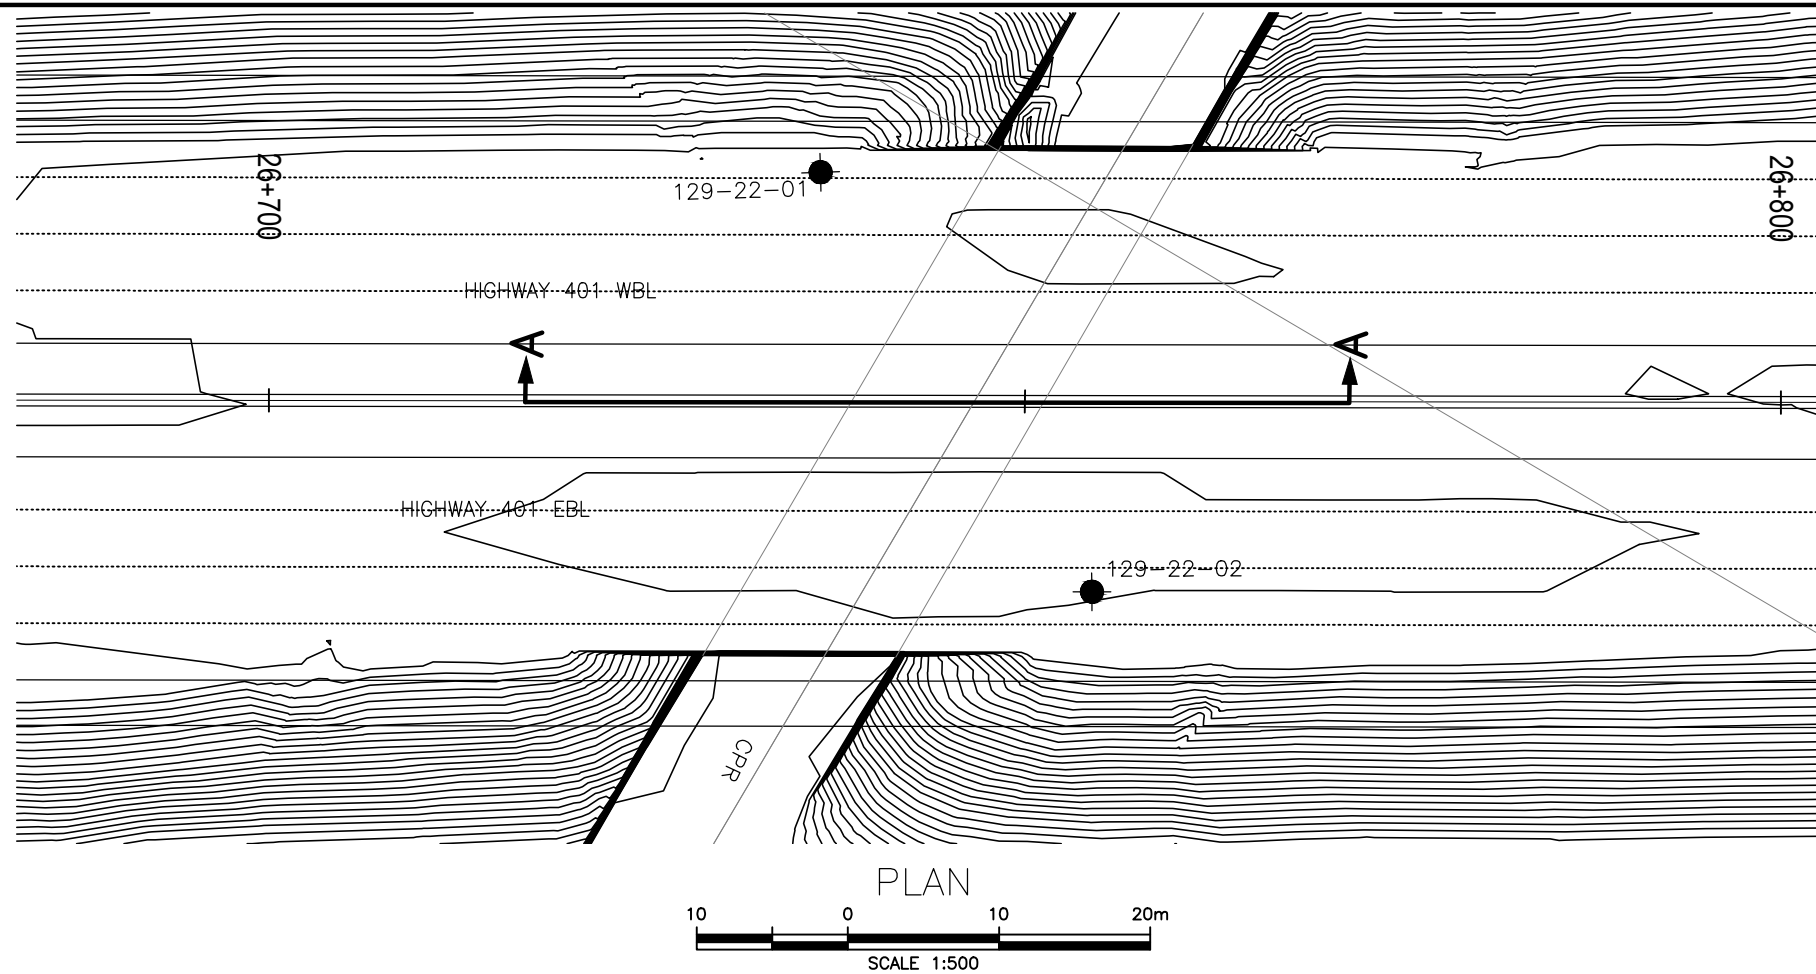 26+700
129-22-01
26+800
HIGHWAY 401 WBL
A
A
HIGHWAY 401 EBL
129-22-02
CPR
PLAN
10 0 10 20m
SCALE 1:500